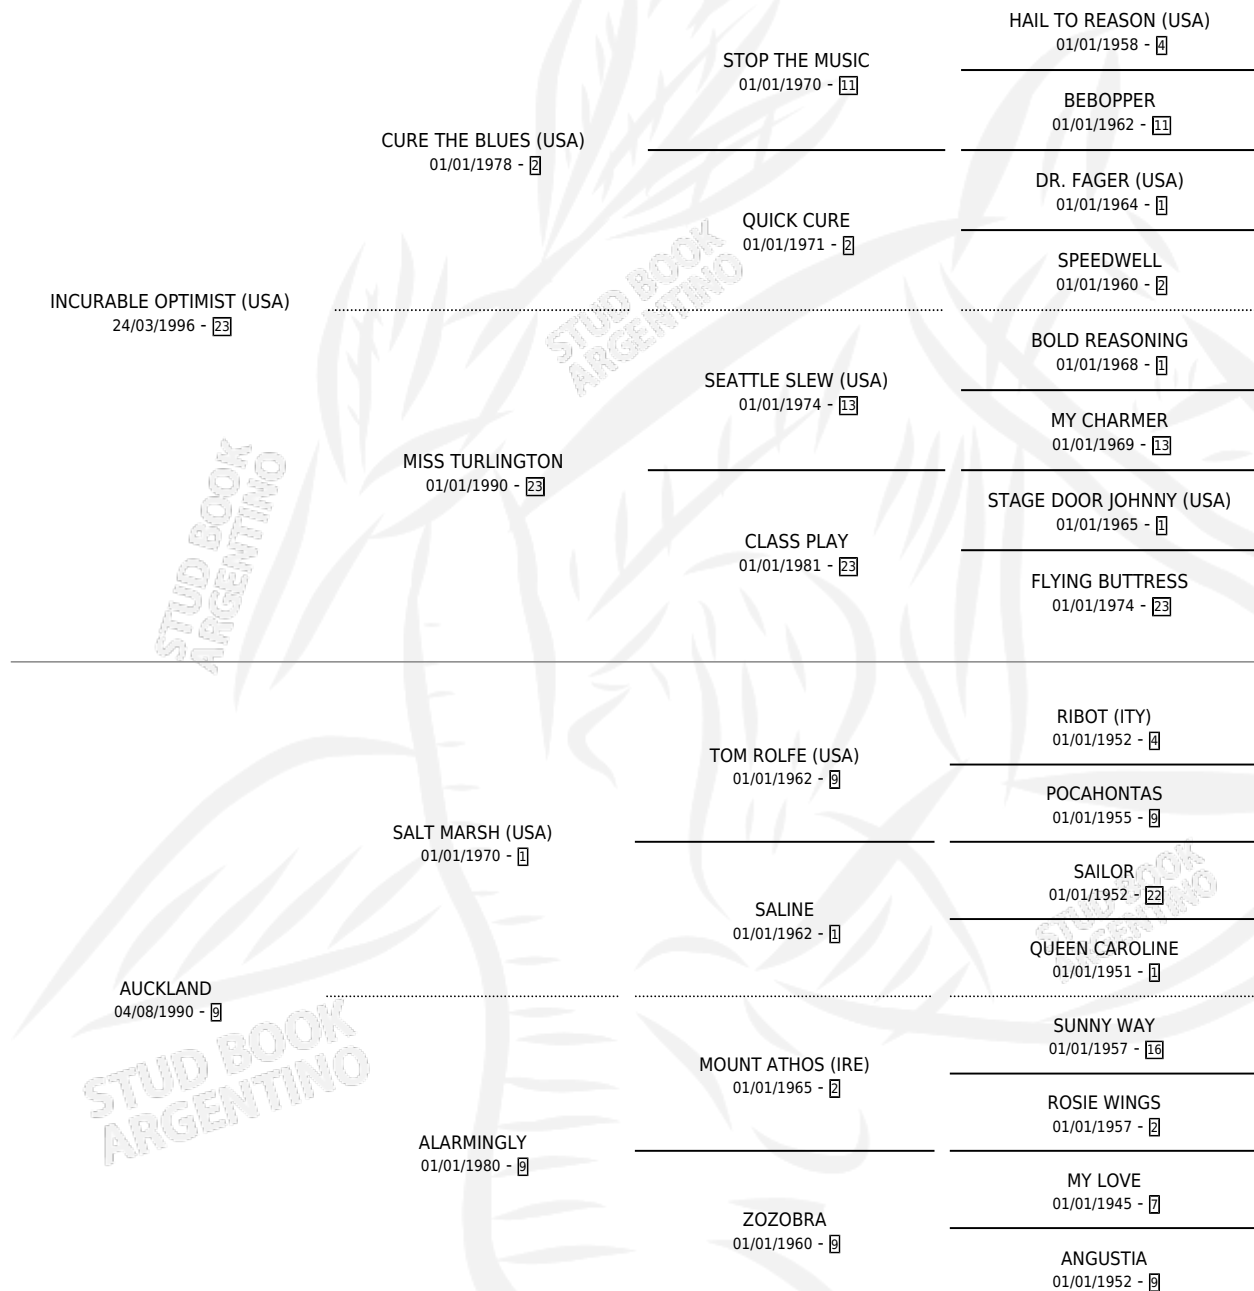 HAIL TO REASON (USA)
01/01/1958 - 4
STOP THE MUSIC
01/01/1970 - 11
BEBOPPER
01/01/1962 - 11
CURE THE BLUES (USA)
01/01/1978 - 2
DR. FAGER (USA)
01/01/1964 - 1
QUICK CURE
01/01/1971 - 2
SPEEDWELL
01/01/1960 - 2
INCURABLE OPTIMIST (USA)
24/03/1996 - 23
BOLD REASONING
01/01/1968 - 1
SEATTLE SLEW (USA)
01/01/1974 - 13
MY CHARMER
01/01/1969 - 13
MISS TURLINGTON
01/01/1990 - 23
STAGE DOOR JOHNNY (USA)
01/01/1965 - 1
CLASS PLAY
01/01/1981 - 23
FLYING BUTTRESS
01/01/1974 - 23
RIBOT (ITY)
01/01/1952 - 4
TOM ROLFE (USA)
01/01/1962 - 9
POCAHONTAS
01/01/1955 - 9
SALT MARSH (USA)
01/01/1970 - 1
SAILOR
01/01/1952 - 22
SALINE
01/01/1962 - 1
QUEEN CAROLINE
01/01/1951 - 1
AUCKLAND
04/08/1990 - 9
SUNNY WAY
01/01/1957 - 16
MOUNT ATHOS (IRE)
01/01/1965 - 2
ROSIE WINGS
01/01/1957 - 2
ALARMINGLY
01/01/1980 - 9
MY LOVE
01/01/1945 - 7
ZOZOBRA
01/01/1960 - 9
ANGUSTIA
01/01/1952 - 9
STUD BOOK
ARGENTINO
STUD BOOK
ARGENTINO
STUD BOOK
ARGENTINO
STUD BOOK
ARGENTINO